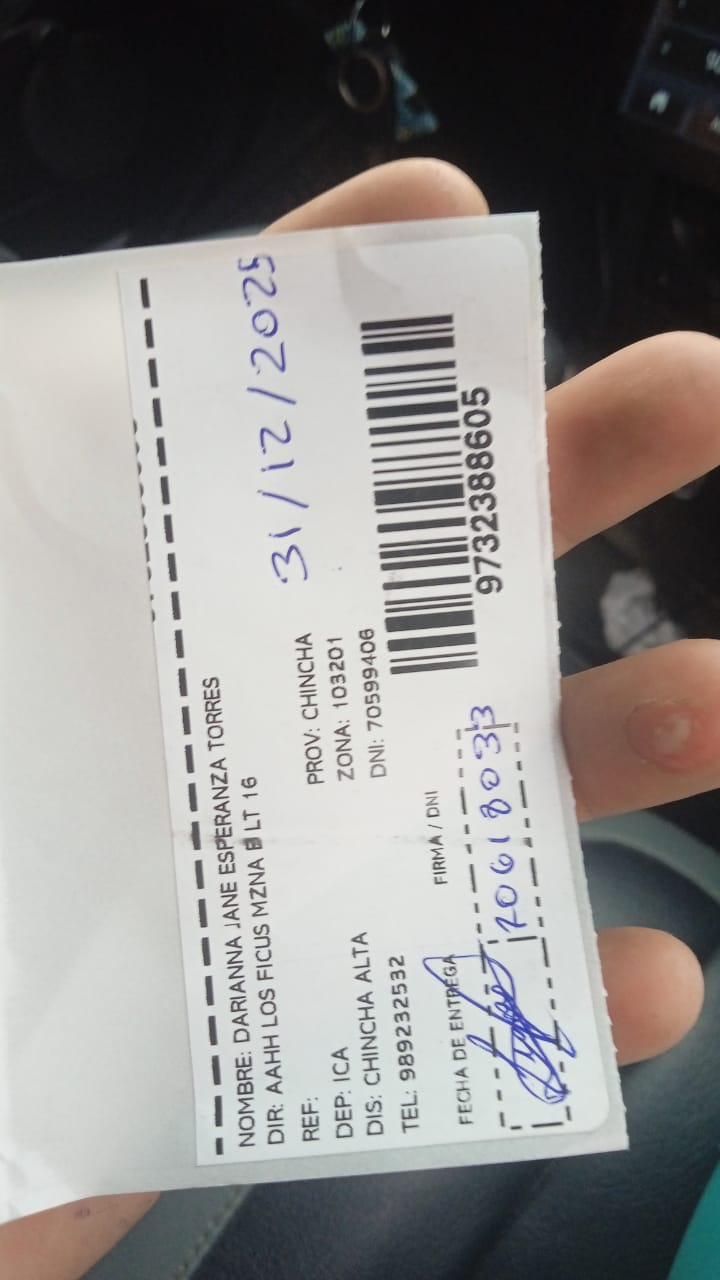 NOMBRE: DARIANNA JANE ESPERANZA TORRES
DIR: AAHH LOS FICUS MZNA B LT 16
31/12/2025
REF:
PROV: CHINCHA
DEP: ICA
ZONA: 103201
DIS: CHINCHA ALTA
DNI: 70599406
TEL: 989232532
9732388605
FECHA DE ENTREGA
FIRMA / DNI
70618033